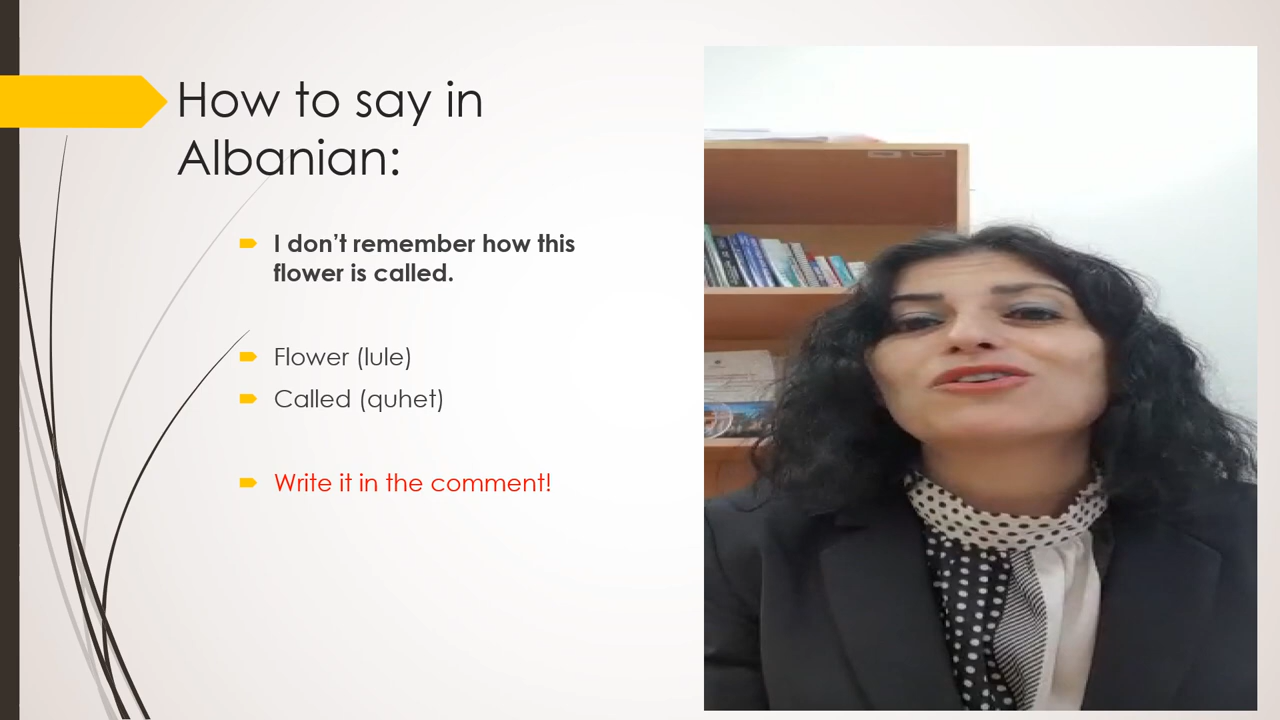 How to say in
Albanian:
I don’t remember how this
flower is called.
Flower (lule)
Called (quhet)
Write it in the comment!